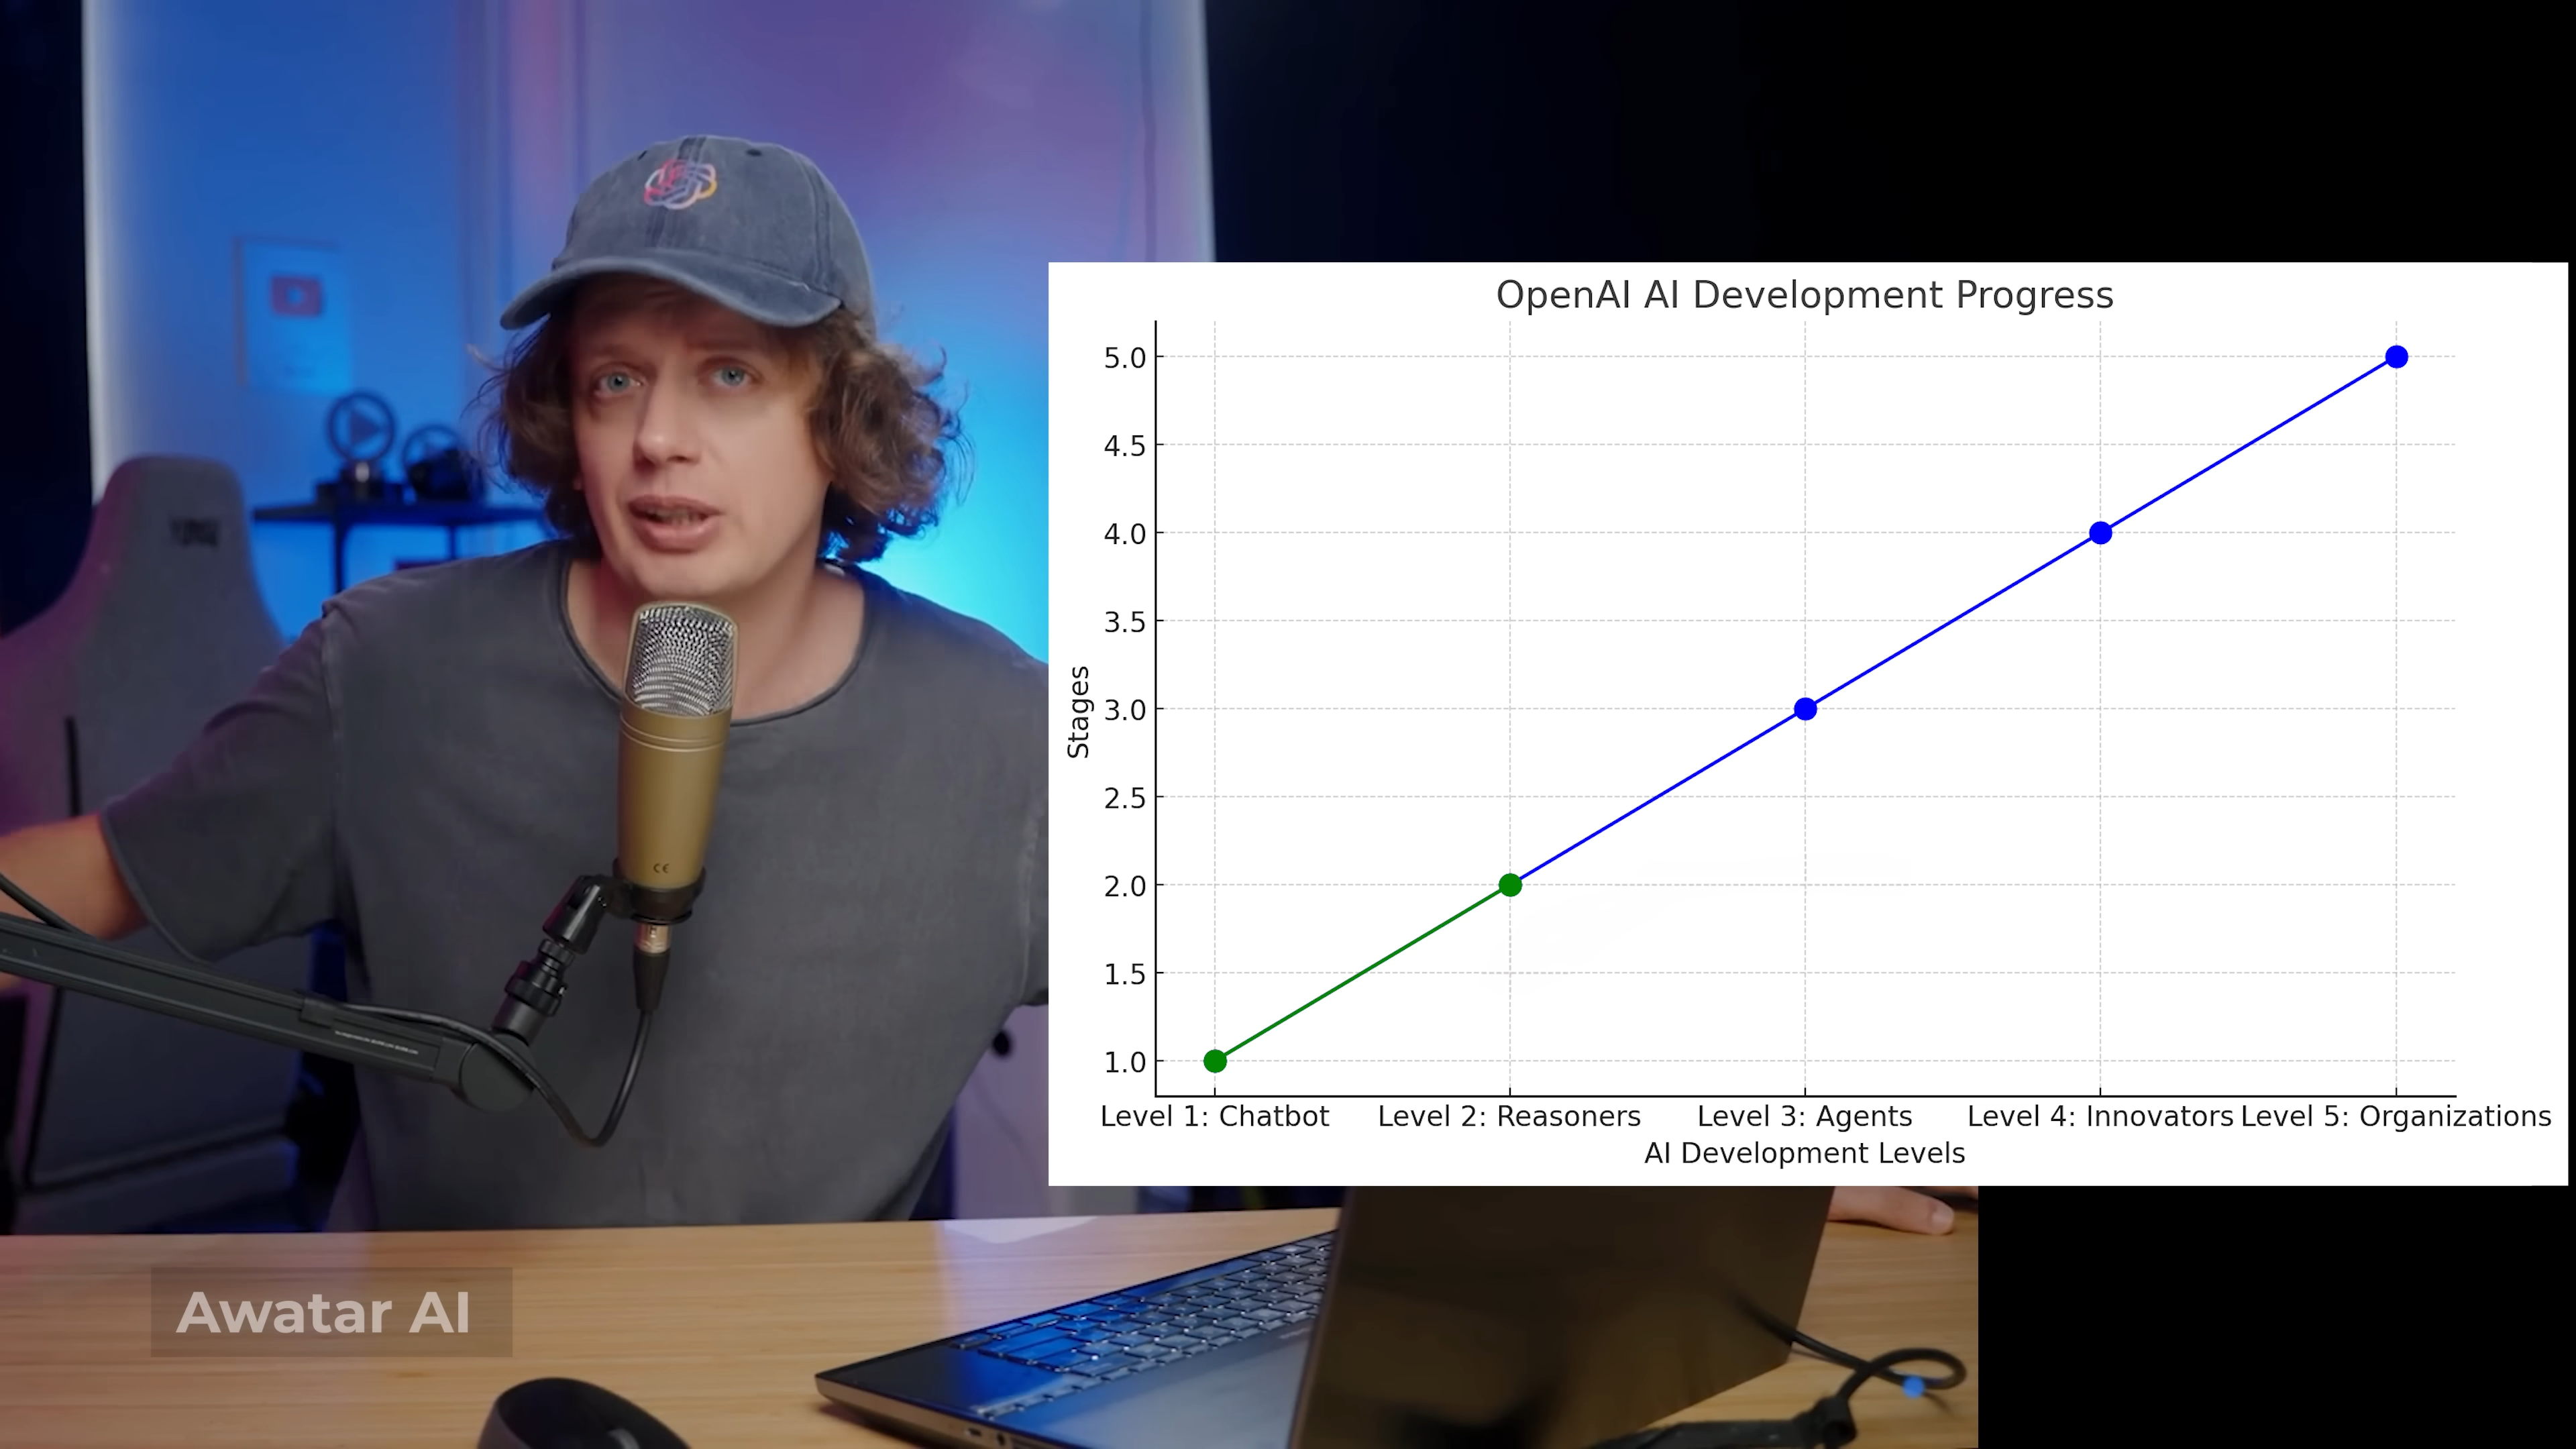 OpenAI AI Development Progress
5.0
4.5
4.0
3.5
3.0
2.5
2.0
1.5
1.0
Stages
Level 1: Chatbot
Level 2: Reasoners
Level 3: Agents
Level 4: Innovators
Level 5: Organizations
AI Development Levels
CE
Awatar AI